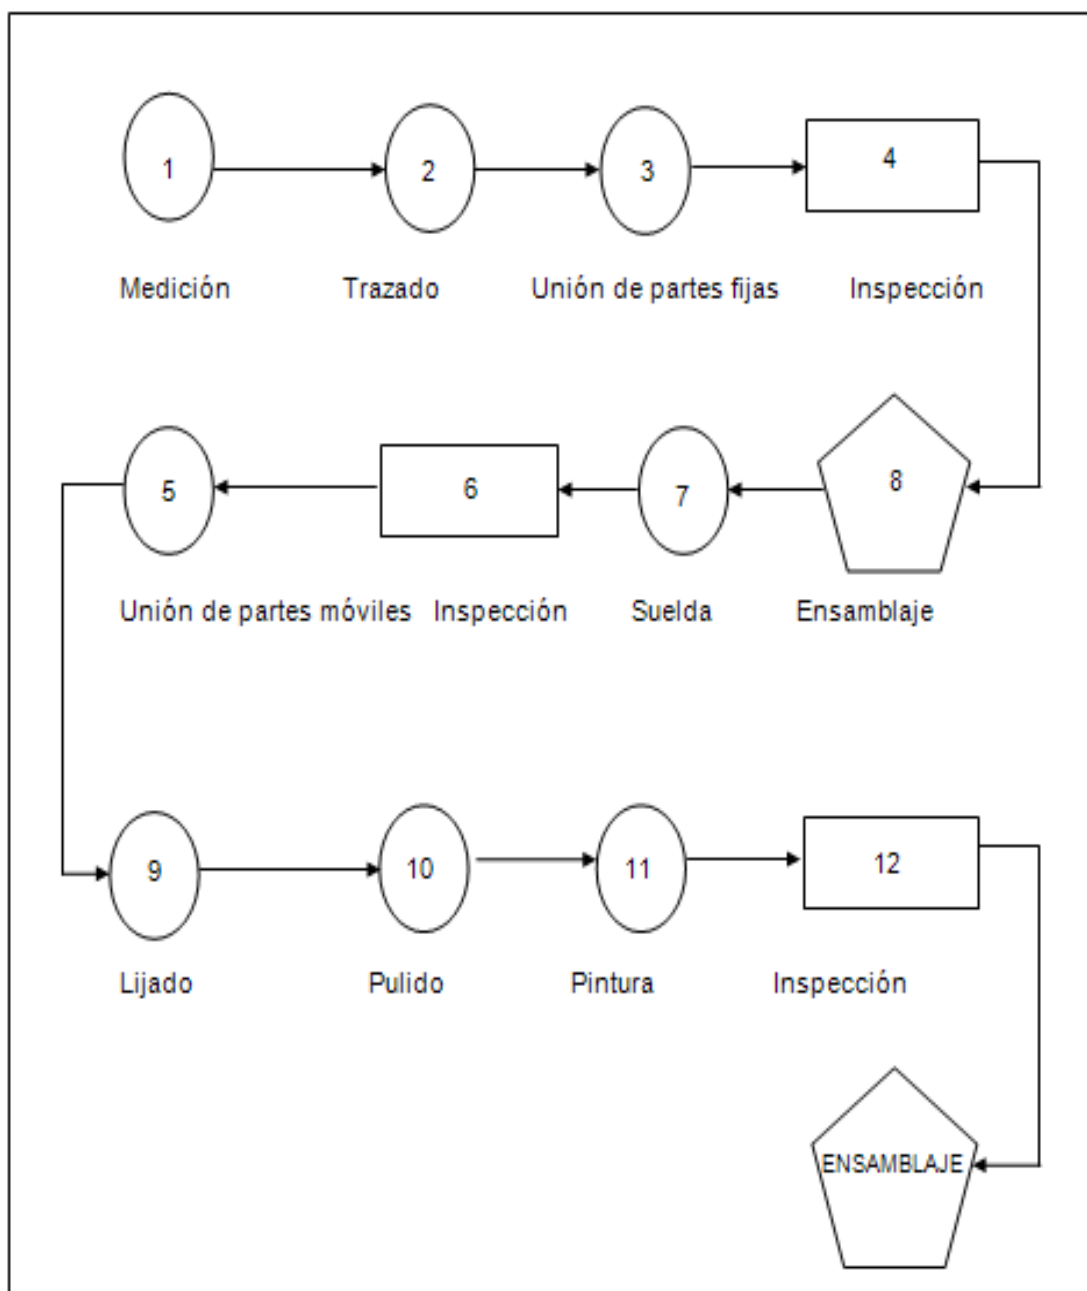 1 2 3 4
Medición Trazado Unión de partes fijas Inspección
5 6 7 8
Unión de partes móviles Inspección Suelda Ensamblaje
9 10 11 12
Lijado Pulido Pintura Inspección
ENSAMBLAJE